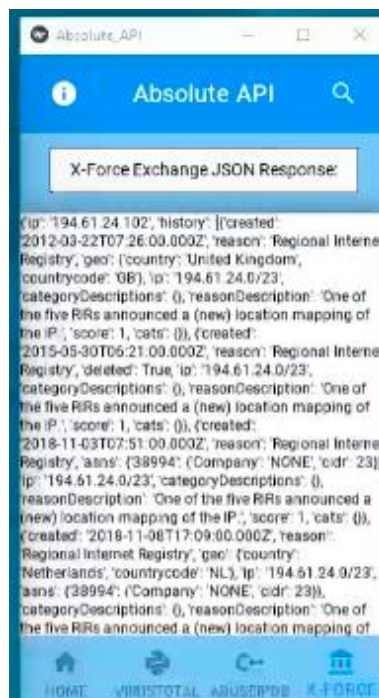 Absolute_API
Absolute API
X-Force Exchange JSON Response:
{'ip': '194.61.24.102', 'history': [{'created':
'2012-03-22T07:26:00.000Z', 'reason': 'Regional Interne
Registry', 'geo': {'country': 'United Kingdom',
'countrycode': 'GB'}, 'ip': '194.61.24.0/23',
'categoryDescriptions': {}, 'reasonDescription': 'One of
the five RIRs announced a (new) location mapping of
the IP.', 'score': 1, 'cats': {}}, {'created':
'2015-05-30T06:21:00.000Z', 'reason': 'Regional Interne
Registry', 'deleted': True, 'ip': '194.61.24.0/23',
'categoryDescriptions': {}, 'reasonDescription': 'One of
the five RIRs announced a (new) location mapping of
the IP.', 'score': 1, 'cats': {}}, {'created':
'2018-11-03T07:51:00.000Z', 'reason': 'Regional Interne
Registry', 'asns': {'38994': {'Company': 'NONE', 'cidr': 23}}
'ip': '194.61.24.0/23', 'categoryDescriptions': {},
'reasonDescription': 'One of the five RIRs announced a
(new) location mapping of the IP.', 'score': 1, 'cats': {}},
{'created': '2018-11-08T17:09:00.000Z', 'reason':
'Regional Internet Registry', 'geo': {'country':
'Netherlands', 'countrycode': 'NL'}, 'ip': '194.61.24.0/23',
'asns': {'38994': {'Company': 'NONE', 'cidr': 23}},
'categoryDescriptions': {}, 'reasonDescription': 'One of
the five RIRs announced a (new) location mapping of
HOME VIRUSTOTAL ABUSEIPDB X-FORCE